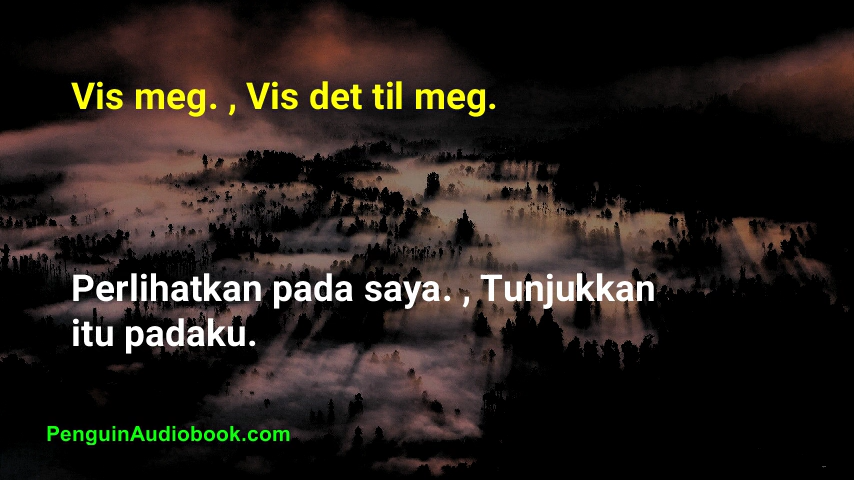 Vis meg. , Vis det til meg.
Perlihatkan pada saya. , Tunjukkan
itu padaku.
PenguinAudiobook.com